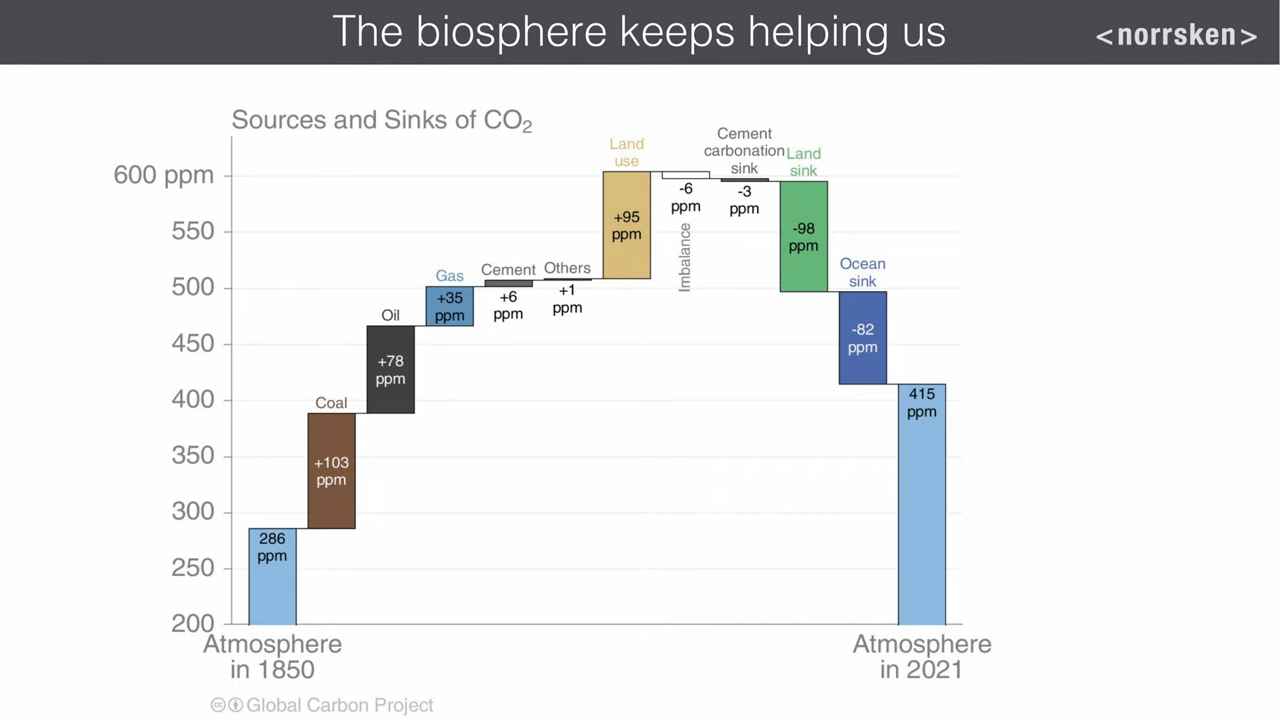 The biosphere keeps helping us
<norrsken>
Sources and Sinks of CO₂
600 ppm
550
500
450
400
350
300
250
200
286
ppm
Atmosphere
in 1850
Coal
+103
ppm
Oil
+78
ppm
Gas
+35
ppm
Cement
+6
ppm
Others
+1
ppm
Land
use
+95
ppm
-6
ppm
Imbalance
Cement
carbonation
sink
-3
ppm
Land
sink
-98
ppm
Ocean
sink
-82
ppm
415
ppm
Atmosphere
in 2021
Global Carbon Project